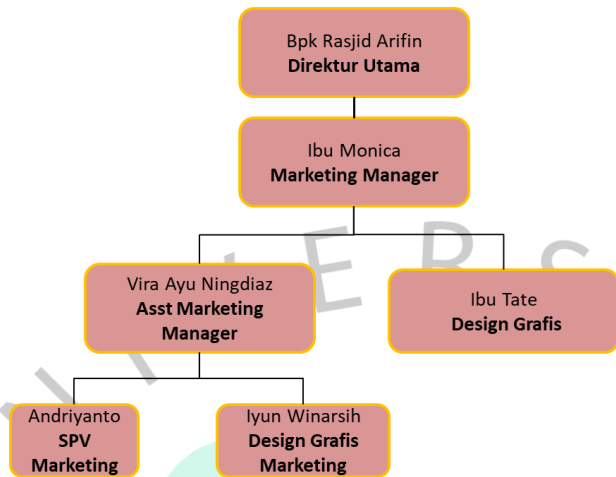 Bpk Rasjid Arifin
Direktur Utama
Ibu Monica
Marketing Manager
Vira Ayu Ningdiaz
Asst Marketing
Manager
Ibu Tate
Design Grafis
Andriyanto
SPV
Marketing
Iyun Winarsih
Design Grafis
Marketing